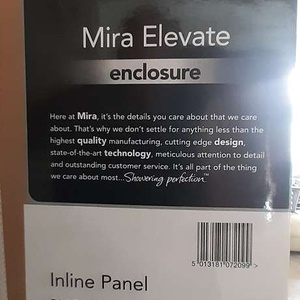 Mira Elevate
enclosure
Here at Mira, it's the details you care about that we care
about. That's why we don't settle for anything less than the
highest quality manufacturing, cutting edge design,
state-of-the-art technology, meticulous attention to detail
and outstanding customer service. It's all part of the thing
we care about most...Showering perfection™
5 013181 072099 >
Inline Panel